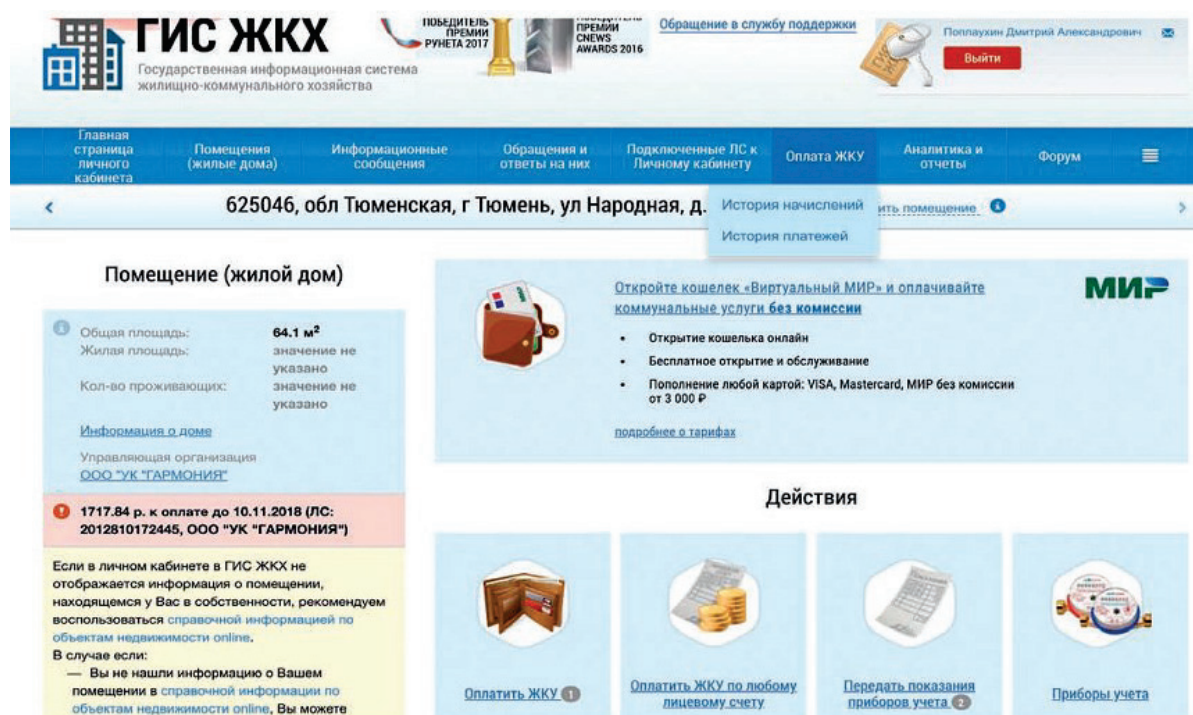 ГИС ЖКХ
Государственная информационная система
жилищно-коммунального хозяйства
ПОБЕДИТЕЛЬ
ПРЕМИИ
РУНЕТА 2017
ПРЕМИИ
CNEWS
AWARDS 2016
Обращение в службу поддержки
Поплаухин Дмитрий Александрович
Выйти
Главная
страница
личного
кабинета
Помещения
(жилые дома)
Информационные
сообщения
Обращения и
ответы на них
Подключенные ЛС к
Личному кабинету
Оплата ЖКУ
Аналитика и
отчеты
Форум
625046, обл Тюменская, г Тюмень, ул Народная, д.
ить помещение
История начислений
История платежей
Помещение (жилой дом)
Общая площадь: 64.1 м²
Жилая площадь: значение не
указано
Кол-во проживающих: значение не
указано
Информация о доме
Управляющая организация
ООО "УК "ГАРМОНИЯ"
1717.84 р. к оплате до 10.11.2018 (ЛС:
2012810172445, ООО "УК "ГАРМОНИЯ")
Если в личном кабинете в ГИС ЖКХ не
отображается информация о помещении,
находящемся у Вас в собственности, рекомендуем
воспользоваться справочной информацией по
объектам недвижимости online.
В случае если:
— Вы не нашли информацию о Вашем
помещении в справочной информации по
объектам недвижимости online, Вы можете
Откройте кошелек «Виртуальный МИР» и оплачивайте
коммунальные услуги без комиссии
• Открытие кошелька онлайн
• Бесплатное открытие и обслуживание
• Пополнение любой картой: VISA, Mastercard, МИР без комиссии
от 3 000 ₽
подробнее о тарифах
МИР
Действия
Оплатить ЖКУ 1
Оплатить ЖКУ по любому
лицевому счету
Передать показания
приборов учета 2
Приборы учета